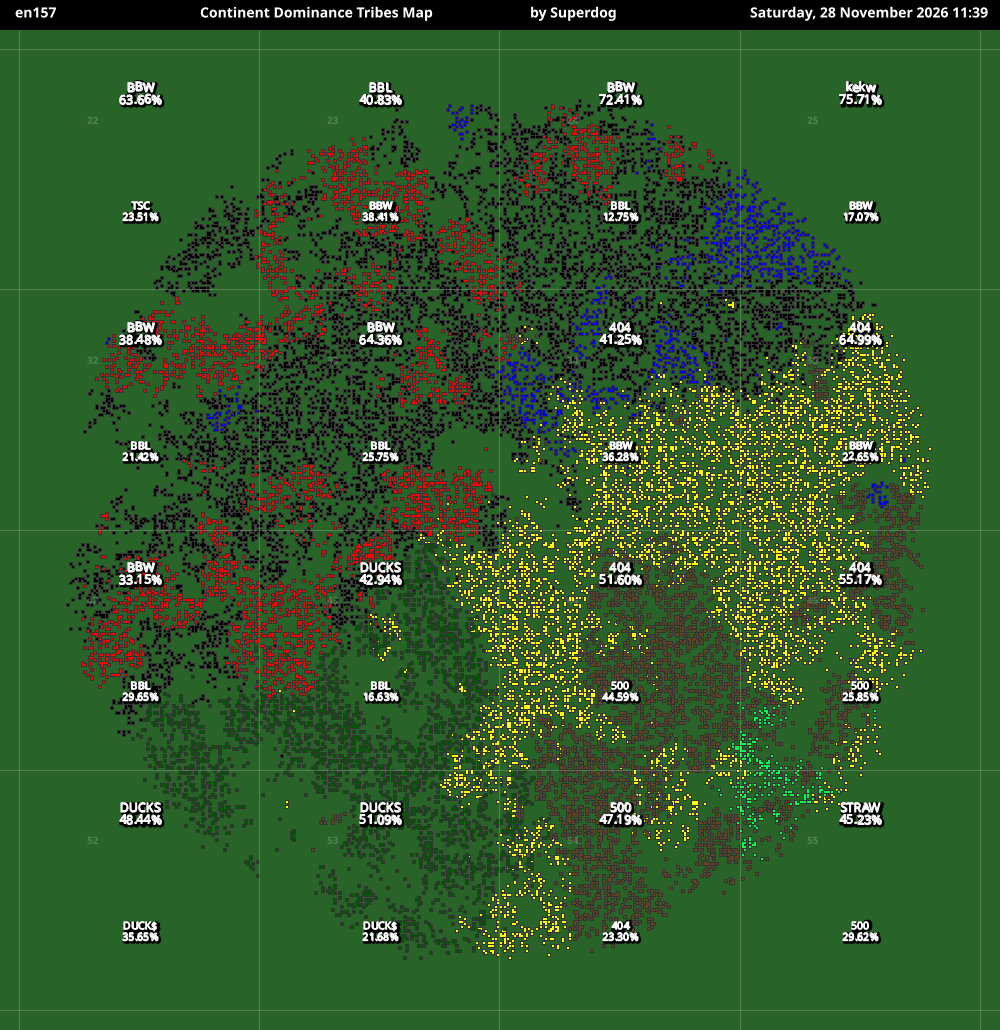 en157 Continent Dominance Tribes Map by Superdog Saturday, 28 November 2026 11:39
BBW BBL BBW kekw
63.66% 40.83% 72.41% 75.71%
22 23 25
TSC BBW BBL BBW
23.51% 38.41% 12.75% 17.07%
BBW BBW 404 404
38.48% 64.36% 41.25% 64.99%
32
BBL BBL BBW BBW
21.42% 25.75% 36.28% 22.65%
BBW DUCKS 404 404
33.15% 42.94% 51.60% 55.17%
BBL BBL 500 500
29.65% 16.63% 44.59% 25.85%
DUCKS DUCKS 500 STRAW
48.44% 51.09% 47.19% 45.23%
52 53 55
DUCKS DUCKS 404 500
35.65% 21.68% 23.30% 29.62%